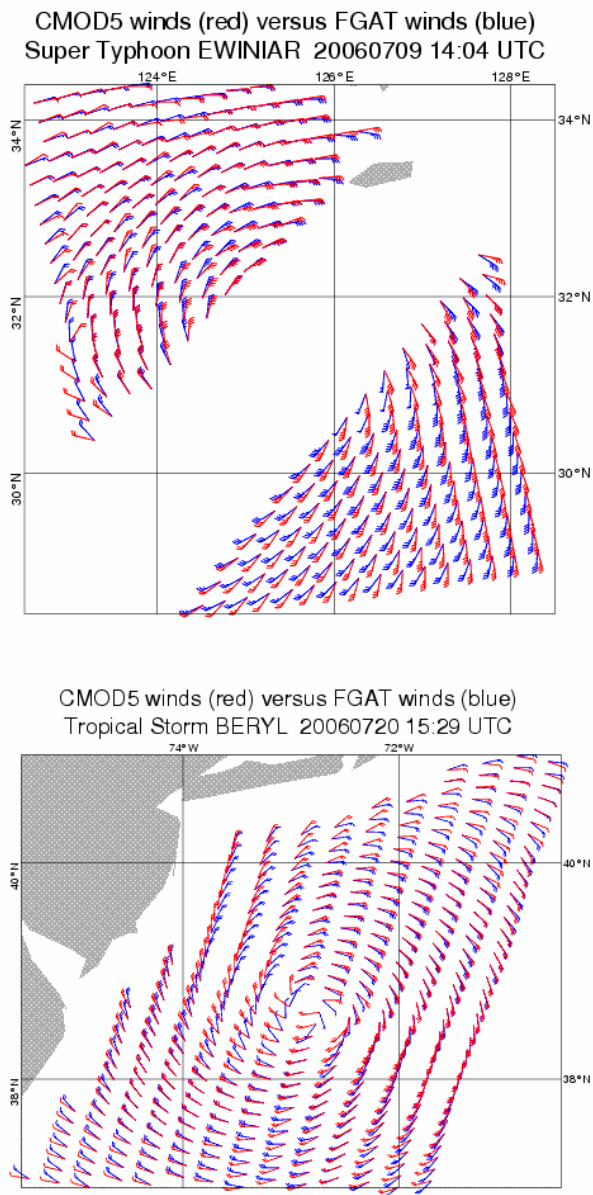 CMOD5 winds (red) versus FGAT winds (blue)
Super Typhoon EWINIAR 20060709 14:04 UTC
124°E 126°E 128°E
34°N 34°N
32°N 32°N
30°N 30°N
CMOD5 winds (red) versus FGAT winds (blue)
Tropical Storm BERYL 20060720 15:29 UTC
74°W 72°W
40°N 40°N
38°N 38°N